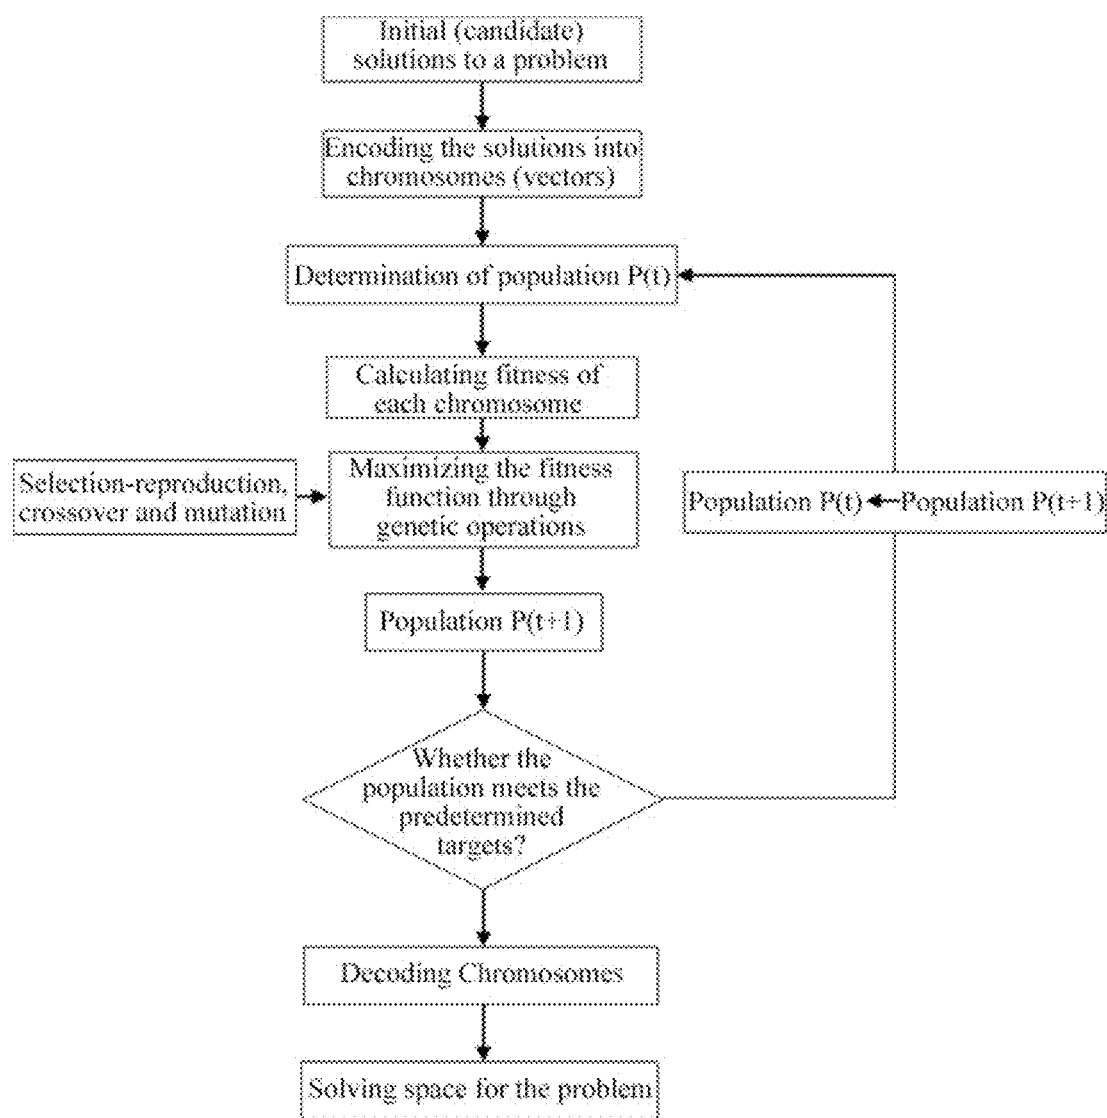 Initial (candidate)
solutions to a problem
Encoding the solutions into
chromosomes (vectors)
Determination of population P(t)
Calculating fitness of
each chromosome
Selection-reproduction,
crossover and mutation
Maximizing the fitness
function through
genetic operations
Population P(t) Population P(t+1)
Population P(t+1)
Whether the
population meets the
predetermined
targets?
Decoding Chromosomes
Solving space for the problem